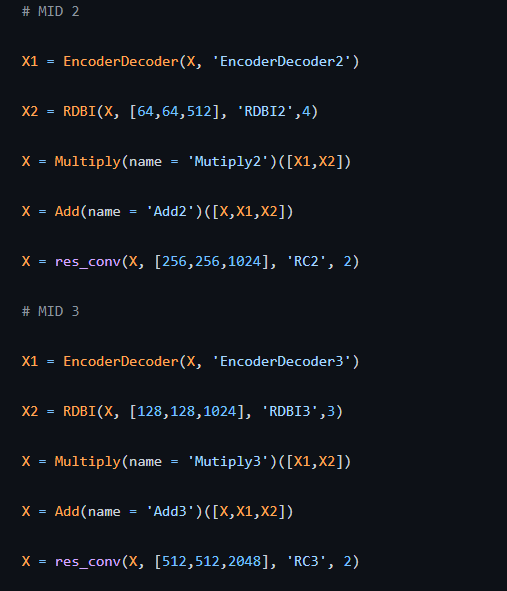 # MID 2
X1 = EncoderDecoder(X, 'EncoderDecoder2')
X2 = RDBI(X, [64,64,512], 'RDBI2',4)
X = Multiply(name = 'Mutiply2')([X1,X2])
X = Add(name = 'Add2')([X,X1,X2])
X = res_conv(X, [256,256,1024], 'RC2', 2)
# MID 3
X1 = EncoderDecoder(X, 'EncoderDecoder3')
X2 = RDBI(X, [128,128,1024], 'RDBI3',3)
X = Multiply(name = 'Mutiply3')([X1,X2])
X = Add(name = 'Add3')([X,X1,X2])
X = res_conv(X, [512,512,2048], 'RC3', 2)